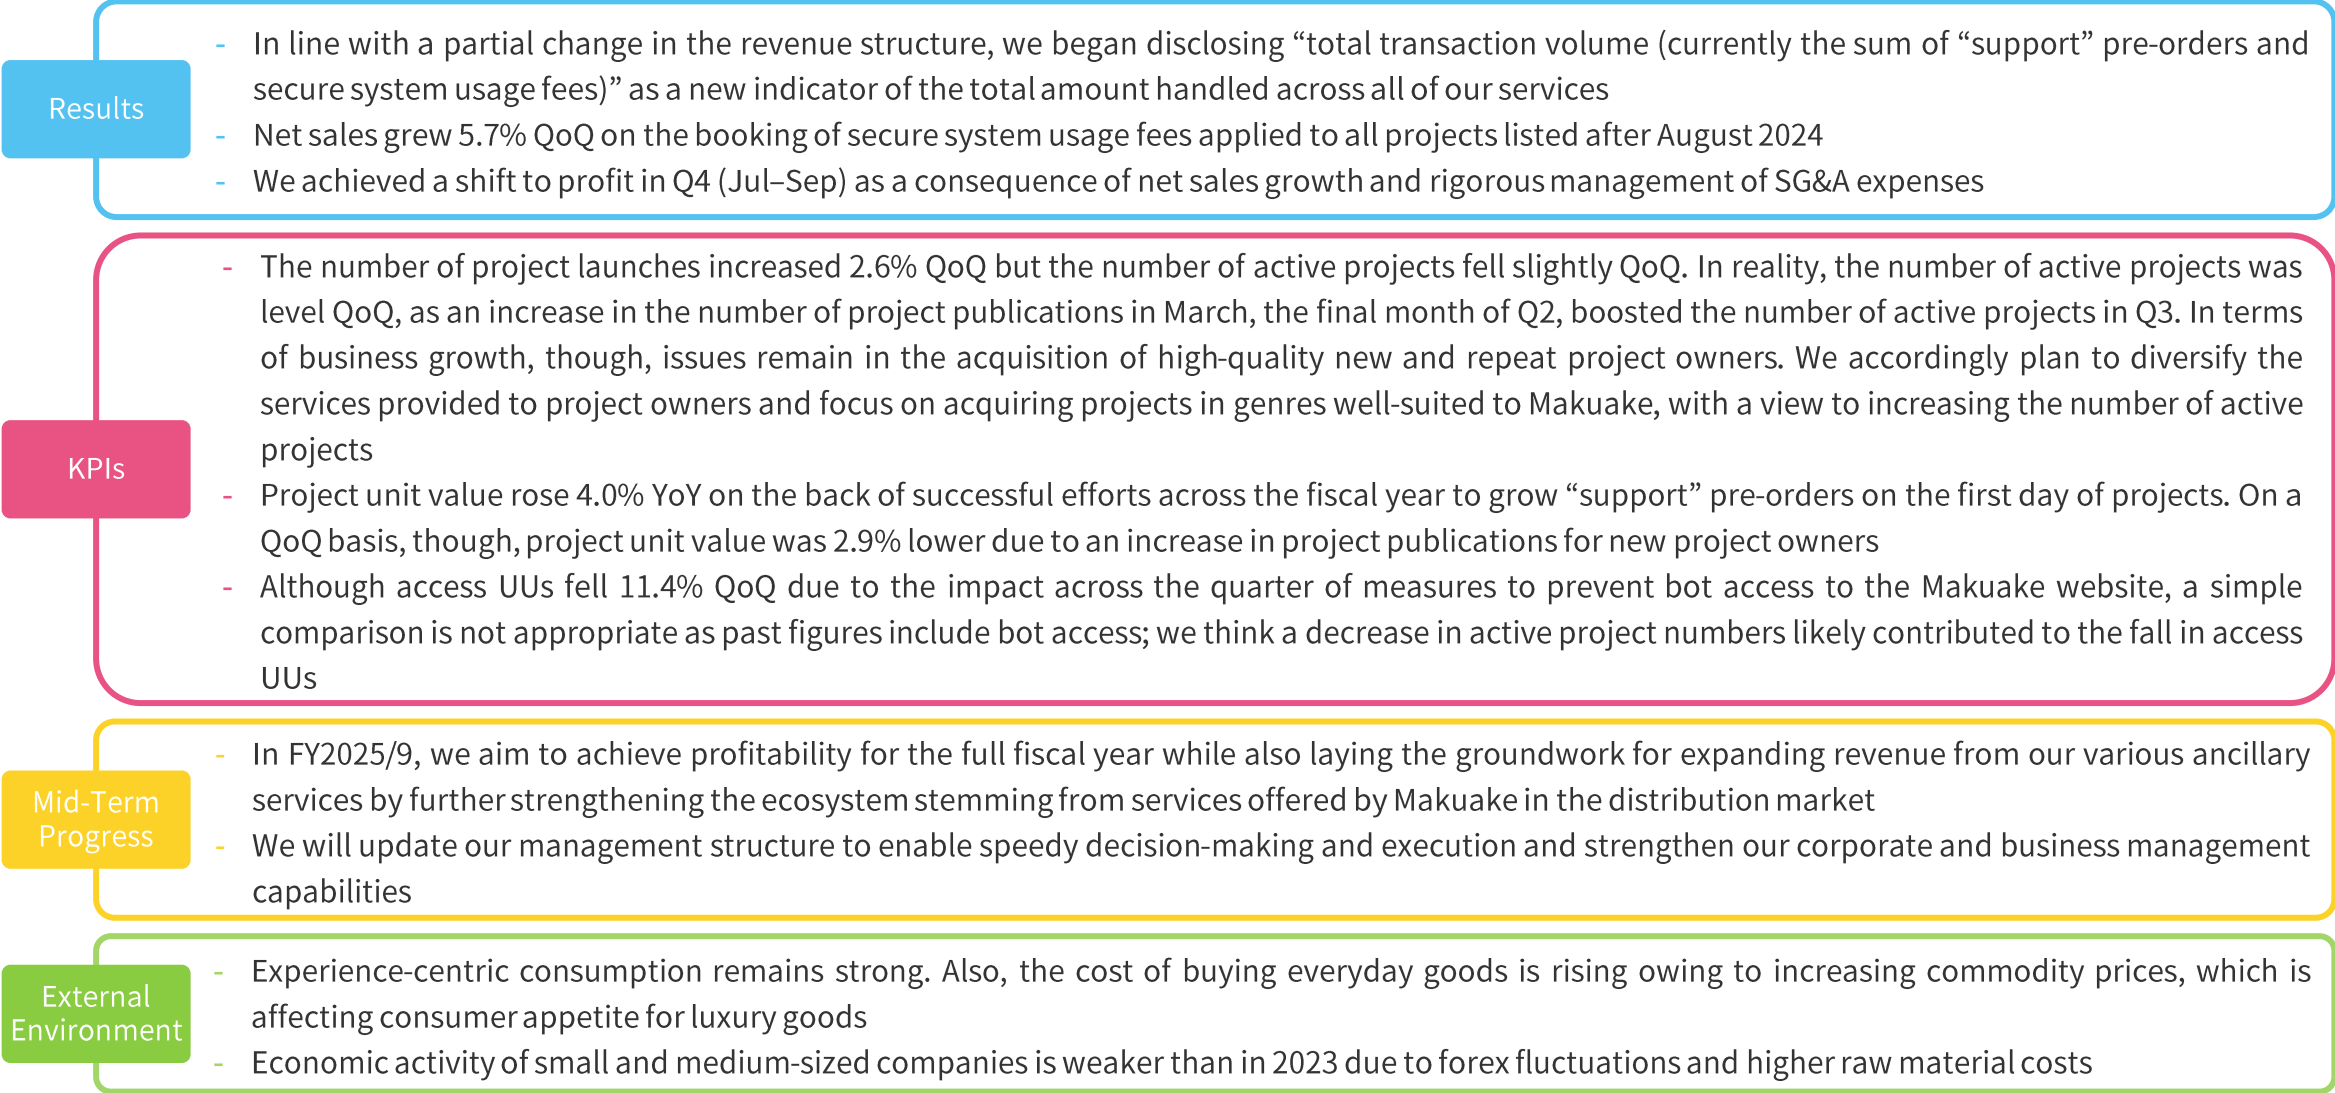 Results
- In line with a partial change in the revenue structure, we began disclosing “total transaction volume (currently the sum of “support” pre-orders and
secure system usage fees)” as a new indicator of the total amount handled across all of our services
- Net sales grew 5.7% QoQ on the booking of secure system usage fees applied to all projects listed after August 2024
- We achieved a shift to profit in Q4 (Jul–Sep) as a consequence of net sales growth and rigorous management of SG&A expenses
KPIs
- The number of project launches increased 2.6% QoQ but the number of active projects fell slightly QoQ. In reality, the number of active projects was
level QoQ, as an increase in the number of project publications in March, the final month of Q2, boosted the number of active projects in Q3. In terms
of business growth, though, issues remain in the acquisition of high-quality new and repeat project owners. We accordingly plan to diversify the
services provided to project owners and focus on acquiring projects in genres well-suited to Makuake, with a view to increasing the number of active
projects
- Project unit value rose 4.0% YoY on the back of successful efforts across the fiscal year to grow “support” pre-orders on the first day of projects. On a
QoQ basis, though, project unit value was 2.9% lower due to an increase in project publications for new project owners
- Although access UUs fell 11.4% QoQ due to the impact across the quarter of measures to prevent bot access to the Makuake website, a simple
comparison is not appropriate as past figures include bot access; we think a decrease in active project numbers likely contributed to the fall in access
UUs
Mid-Term
Progress
- In FY2025/9, we aim to achieve profitability for the full fiscal year while also laying the groundwork for expanding revenue from our various ancillary
services by further strengthening the ecosystem stemming from services offered by Makuake in the distribution market
- We will update our management structure to enable speedy decision-making and execution and strengthen our corporate and business management
capabilities
External
Environment
- Experience-centric consumption remains strong. Also, the cost of buying everyday goods is rising owing to increasing commodity prices, which is
affecting consumer appetite for luxury goods
- Economic activity of small and medium-sized companies is weaker than in 2023 due to forex fluctuations and higher raw material costs